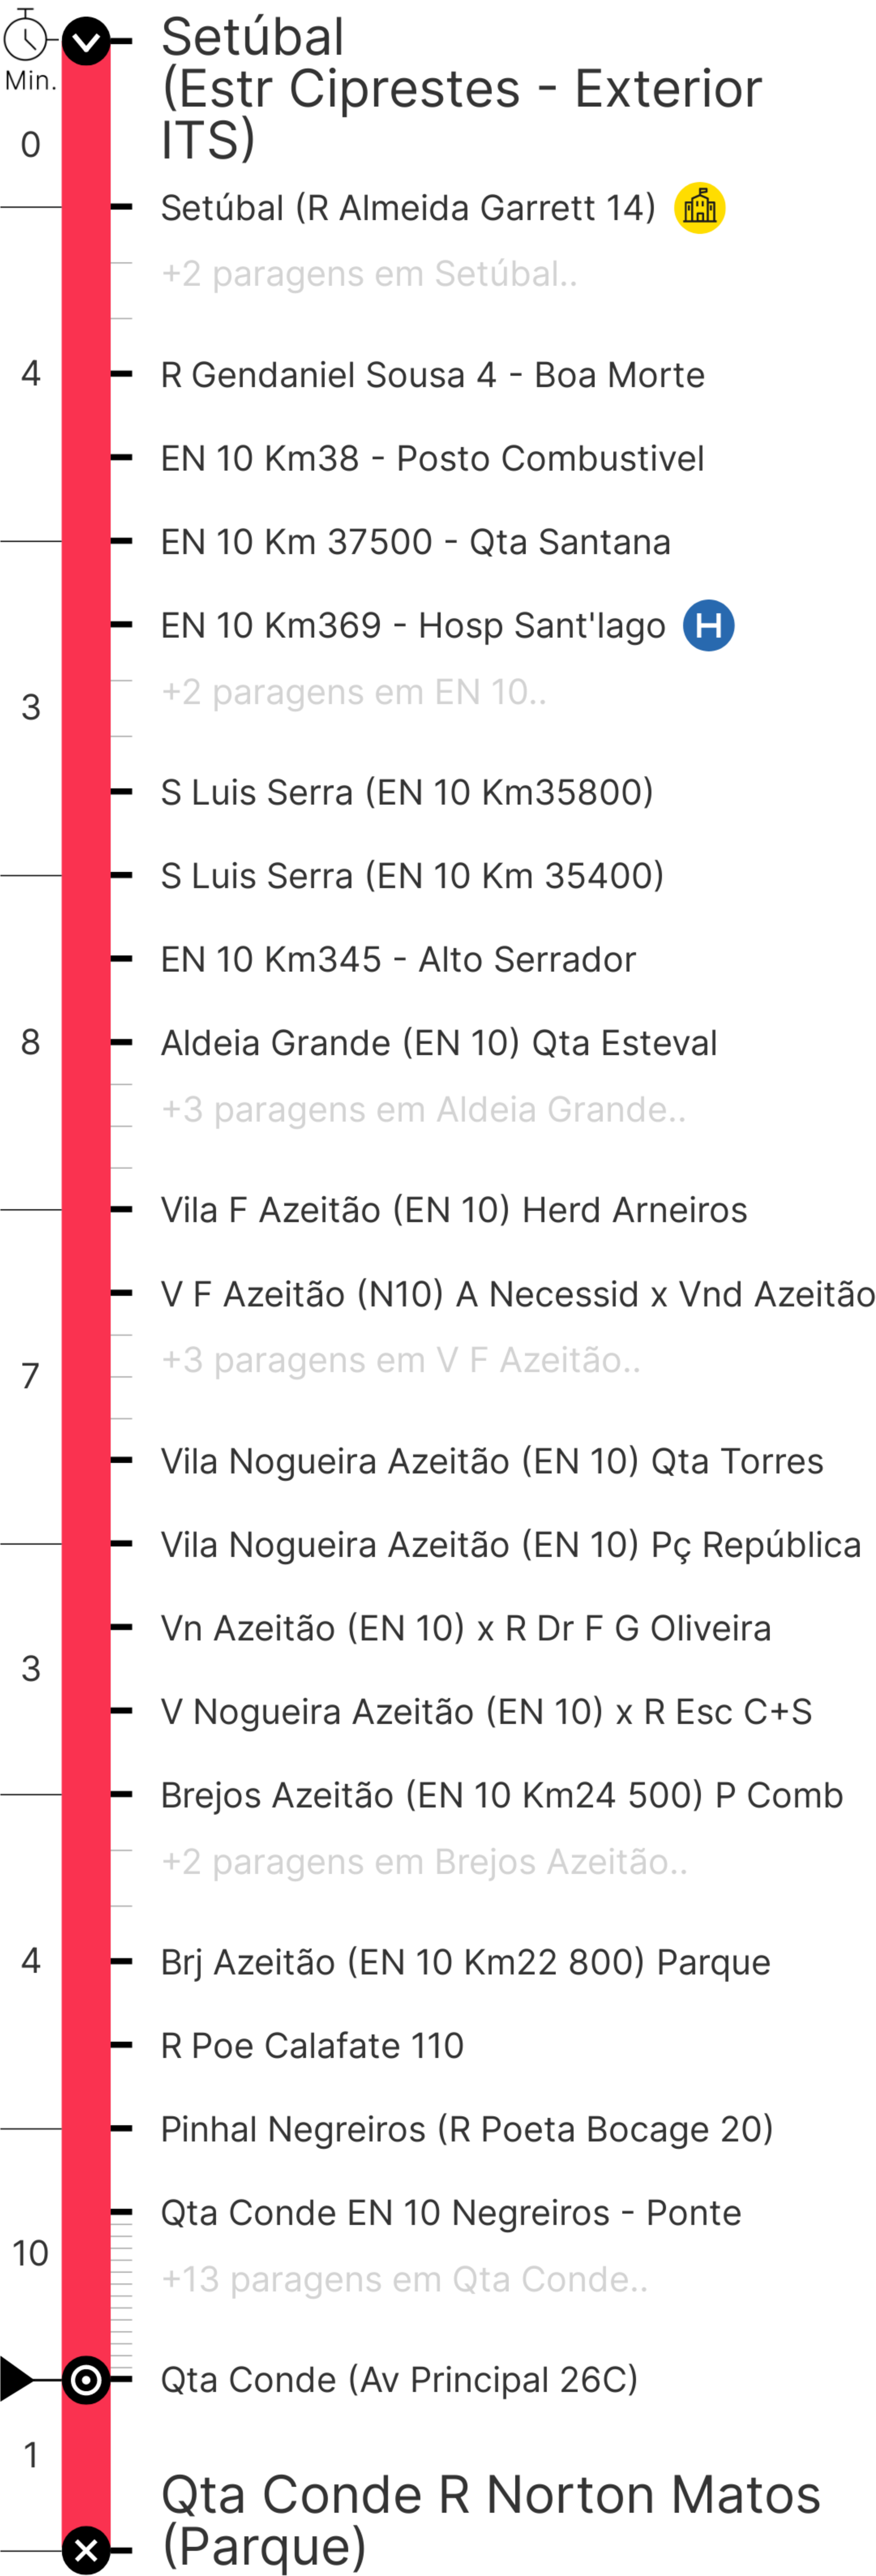 Setúbal
(Estr Ciprestes - Exterior
ITS)
Min.
0
Setúbal (R Almeida Garrett 14)
+2 paragens em Setúbal..
4
R Gendaniel Sousa 4 - Boa Morte
EN 10 Km38 - Posto Combustivel
EN 10 Km 37500 - Qta Santana
EN 10 Km369 - Hosp Sant'Iago H
+2 paragens em EN 10..
3
S Luis Serra (EN 10 Km35800)
S Luis Serra (EN 10 Km 35400)
EN 10 Km345 - Alto Serrador
8
Aldeia Grande (EN 10) Qta Esteval
+3 paragens em Aldeia Grande..
Vila F Azeitão (EN 10) Herd Arneiros
V F Azeitão (N10) A Necessid x Vnd Azeitão
+3 paragens em V F Azeitão..
7
Vila Nogueira Azeitão (EN 10) Qta Torres
Vila Nogueira Azeitão (EN 10) Pç República
Vn Azeitão (EN 10) x R Dr F G Oliveira
3
V Nogueira Azeitão (EN 10) x R Esc C+S
Brejos Azeitão (EN 10 Km24 500) P Comb
+2 paragens em Brejos Azeitão..
4
Brj Azeitão (EN 10 Km22 800) Parque
R Poe Calafate 110
Pinhal Negreiros (R Poeta Bocage 20)
Qta Conde EN 10 Negreiros - Ponte
10
+13 paragens em Qta Conde..
Qta Conde (Av Principal 26C)
1
Qta Conde R Norton Matos
(Parque)